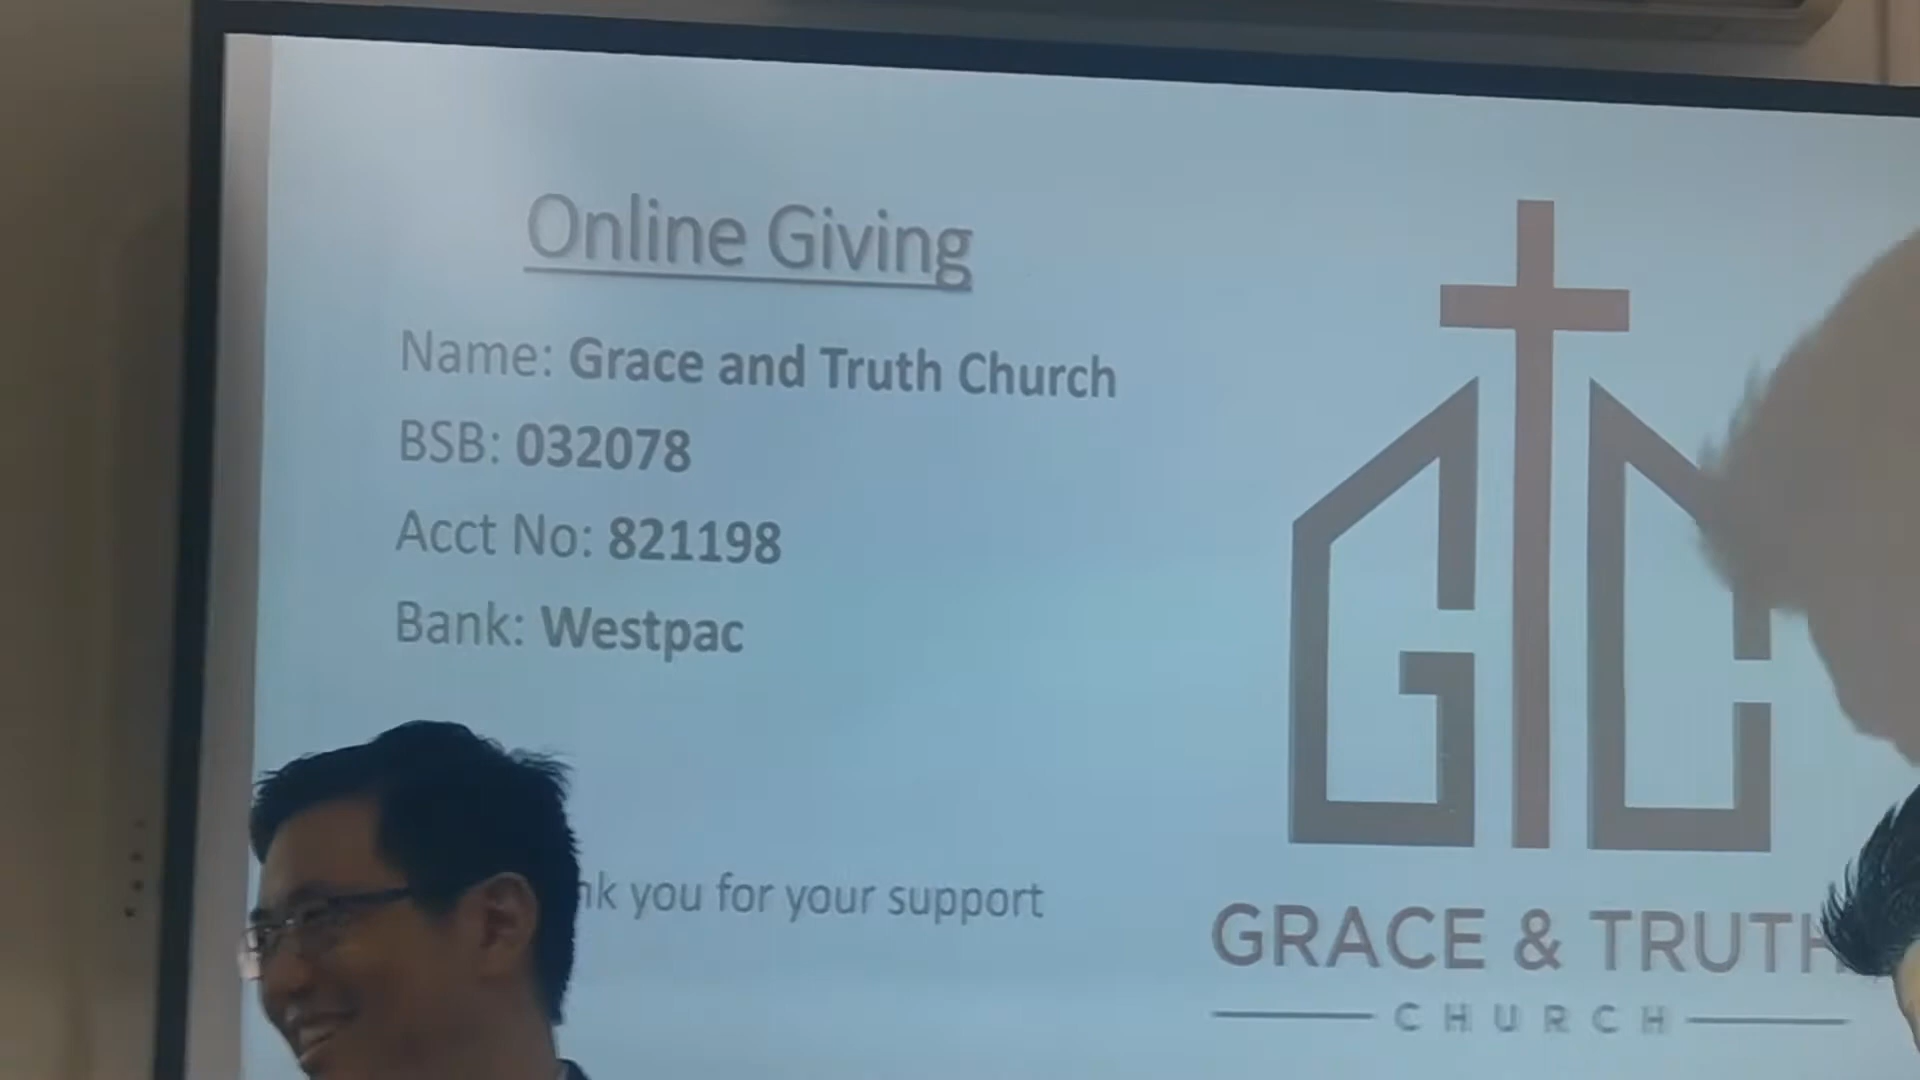 Online Giving
Name: Grace and Truth Church
BSB: 032078
Acct No: 821198
Bank: Westpac
you for your support
GTC
GRACE & TRUTH
CHURCH